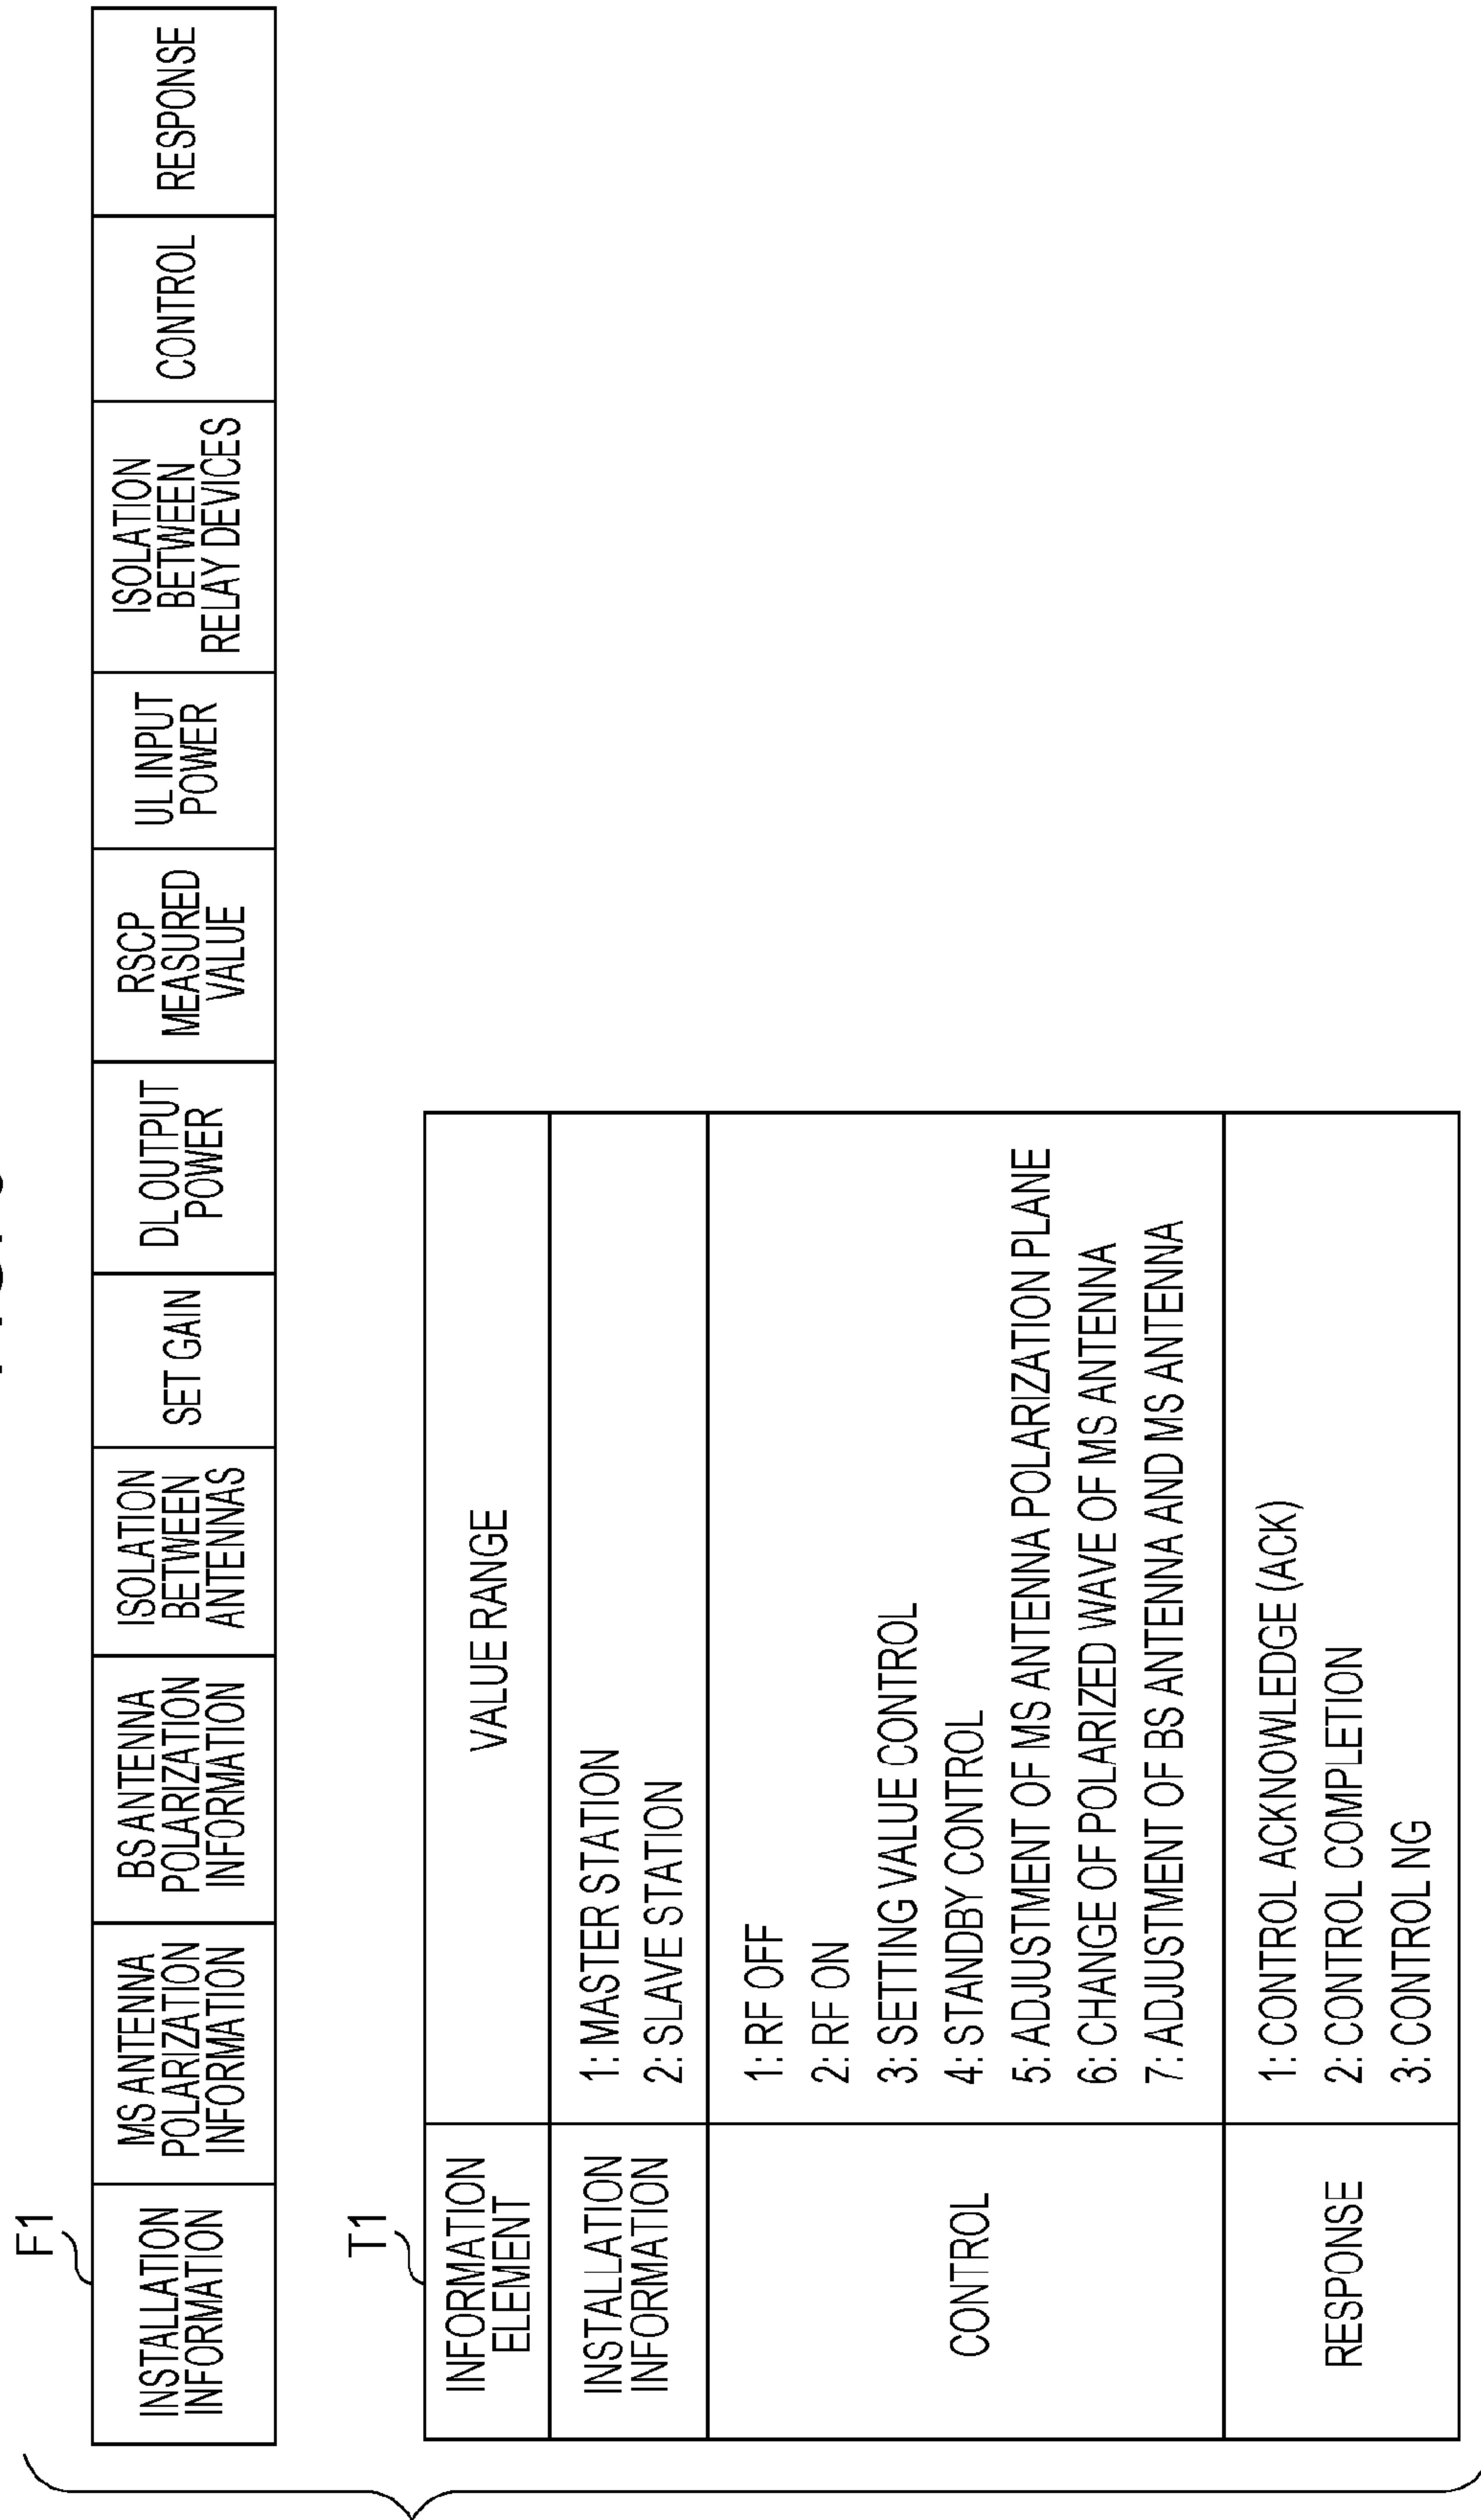 F1
INSTALLATION
INFORMATION
MS ANTENNA
POLARIZATION
INFORMATION
BS ANTENNA
POLARIZATION
INFORMATION
ISOLATION
BETWEEN
ANTENNAS
SET GAIN
DL OUTPUT
POWER
RSCP
MEASURED
VALUE
UL INPUT
POWER
ISOLATION
BETWEEN
RELAY DEVICES
CONTROL
RESPONSE
T1
INFORMATION
ELEMENT
VALUE RANGE
INSTALLATION
INFORMATION
1: MASTER STATION
2: SLAVE STATION
CONTROL
1: RF OFF
2: RF ON
3: SETTING VALUE CONTROL
4: STANDBY CONTROL
5: ADJUSTMENT OF MS ANTENNA POLARIZATION PLANE
6: CHANGE OF POLARIZED WAVE OF MS ANTENNA
7: ADJUSTMENT OF BS ANTENNA AND MS ANTENNA
RESPONSE
1: CONTROL ACKNOWLEDGE (ACK)
2: CONTROL COMPLETION
3: CONTROL NG